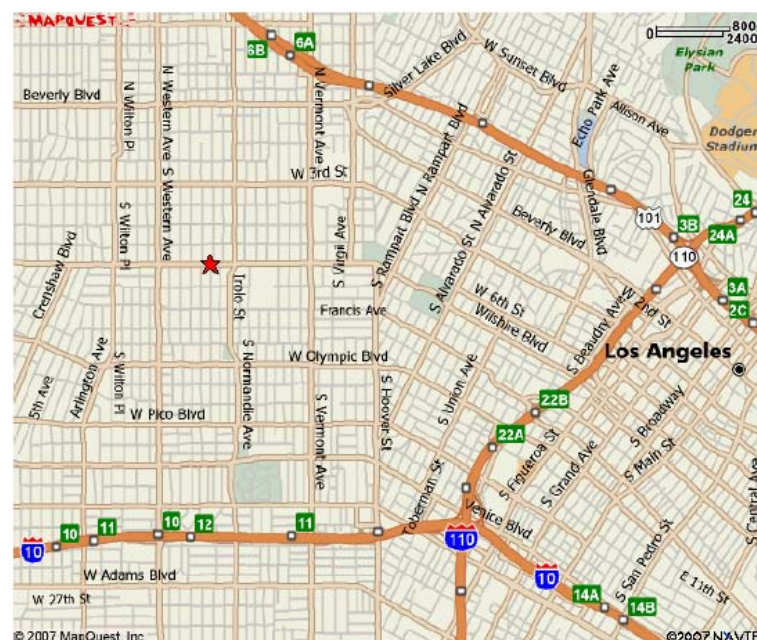 MAPQUEST
800
0
2400
6A
6B
Silver Lake Blvd
W Sunset Blvd
Elysian
Park
Beverly Blvd
N Wilton Pl
N Western Ave
N Vermont Ave
Echo Park Ave
Allison Ave
Dodger
Stadium
W 3rd St
N Rampart Blvd
N Alvarado St
Glendale Blvd
24
S Wilton Pl
S Western Ave
S Virgil Ave
S Rampart Blvd
Beverly Blvd
101
3B
24A
110
Crenshaw Blvd
S Alvarado St
W 6th St
W 2nd St
3A
2C
Francis Ave
Wilshire Blvd
S Beaudry Ave
Los Angeles
W Olympic Blvd
5th Ave
Arlington Ave
S Wilton Pl
S Normandie Ave
S Hoover St
S Union Ave
W Pico Blvd
S Vermont Ave
22B
22A
S Figueroa St
S Grand Ave
S Broadway
S Main St
S Central Ave
Toberman St
Venice Blvd
10
10
11
10
12
11
110
10
W Adams Blvd
S San Pedro St
E 11th St
14A
14B
W 27th St
© 2007 MapQuest, Inc
©2007 NAVTE